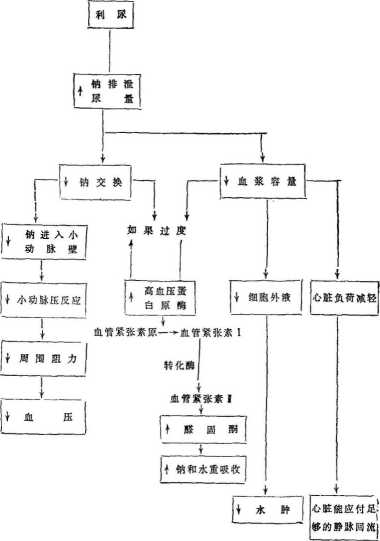 利尿
↑ 钠排泄
尿量
↓ 钠交换
↓ 血浆容量
↓ 钠进入小
动脉壁
如果过度
↓ 小动脉压反应
↑ 高血压蛋
白原酶
↓ 细胞外液
心脏负荷减轻
血管紧张素原→血管紧张素I
↓ 周围阻力
转化酶
血管紧张素Ⅱ
↓ 血压
↑ 醛固酮
↑ 钠和水重吸收
↓ 水肿
心脏能应付足
够的静脉回流